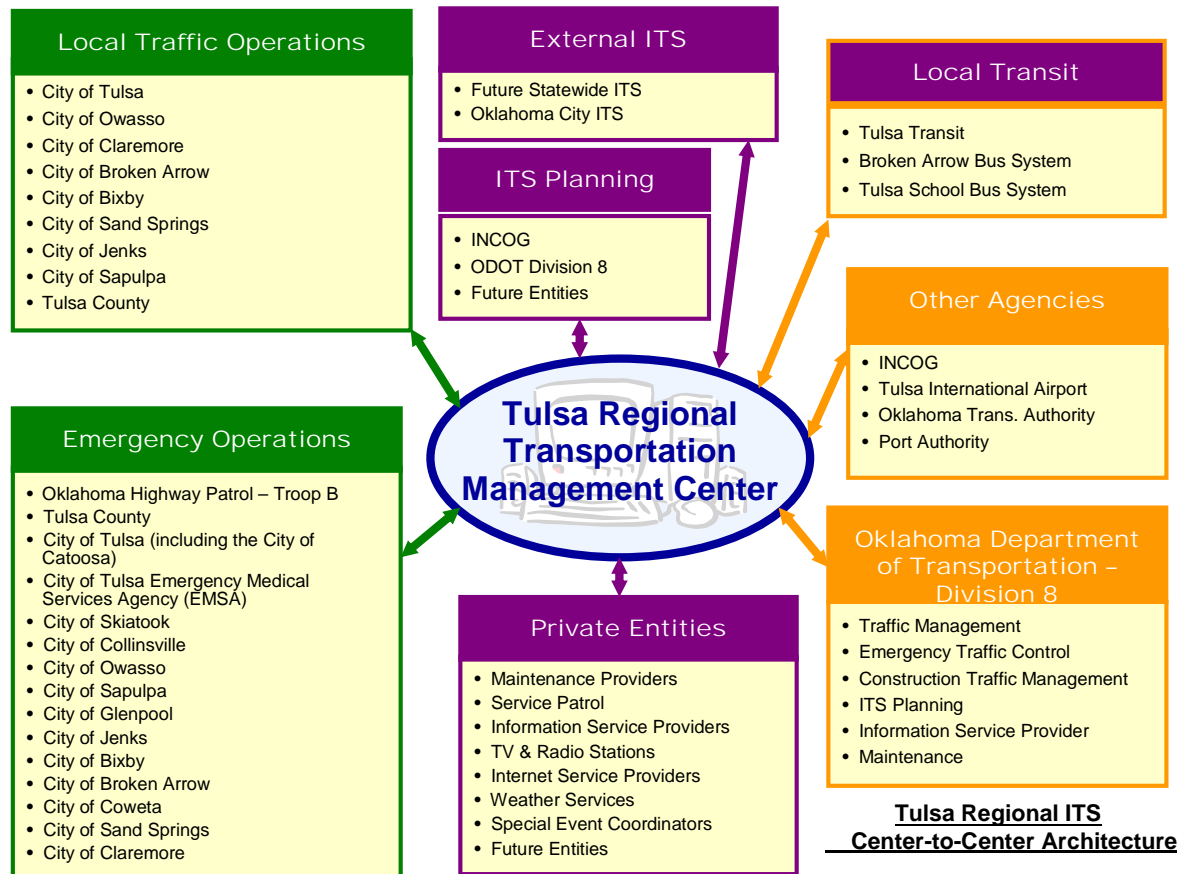 Local Traffic Operations
• City of Tulsa
• City of Owasso
• City of Claremore
• City of Broken Arrow
• City of Bixby
• City of Sand Springs
• City of Jenks
• City of Sapulpa
• Tulsa County
External ITS
• Future Statewide ITS
• Oklahoma City ITS
ITS Planning
• INCOG
• ODOT Division 8
• Future Entities
Local Transit
• Tulsa Transit
• Broken Arrow Bus System
• Tulsa School Bus System
Other Agencies
• INCOG
• Tulsa International Airport
• Oklahoma Trans. Authority
• Port Authority
Tulsa Regional
Transportation
Management Center
Emergency Operations
• Oklahoma Highway Patrol – Troop B
• Tulsa County
• City of Tulsa (including the City of
Catoosa)
• City of Tulsa Emergency Medical
Services Agency (EMSA)
• City of Skiatook
• City of Collinsville
• City of Owasso
• City of Sapulpa
• City of Glenpool
• City of Jenks
• City of Bixby
• City of Broken Arrow
• City of Coweta
• City of Sand Springs
• City of Claremore
Private Entities
• Maintenance Providers
• Service Patrol
• Information Service Providers
• TV & Radio Stations
• Internet Service Providers
• Weather Services
• Special Event Coordinators
• Future Entities
Oklahoma Department
of Transportation –
Division 8
• Traffic Management
• Emergency Traffic Control
• Construction Traffic Management
• ITS Planning
• Information Service Provider
• Maintenance
Tulsa Regional ITS
Center-to-Center Architecture